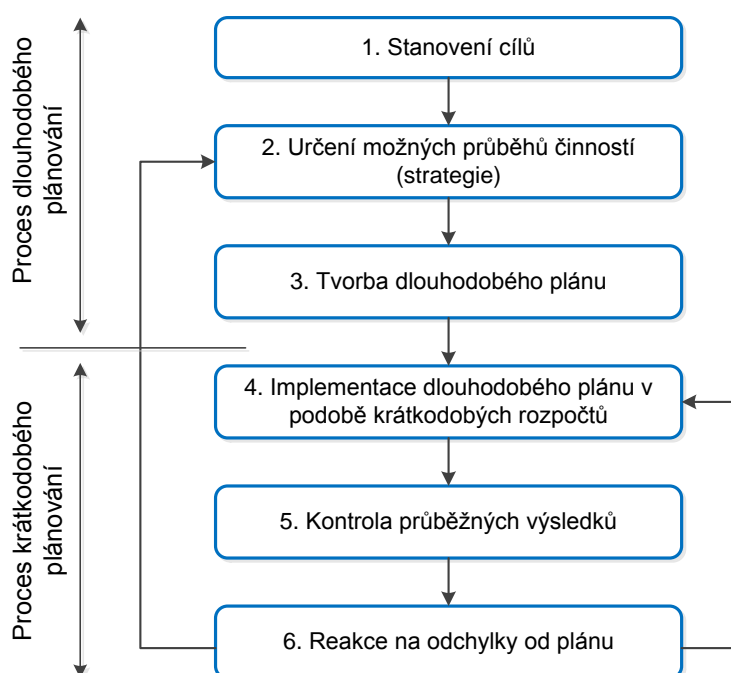 Proces dlouhodobého
plánování
1. Stanovení cílů
2. Určení možných průběhů činností
(strategie)
3. Tvorba dlouhodobého plánu
Proces krátkodobého
plánování
4. Implementace dlouhodobého plánu v
podobě krátkodobých rozpočtů
5. Kontrola průběžných výsledků
6. Reakce na odchylky od plánu